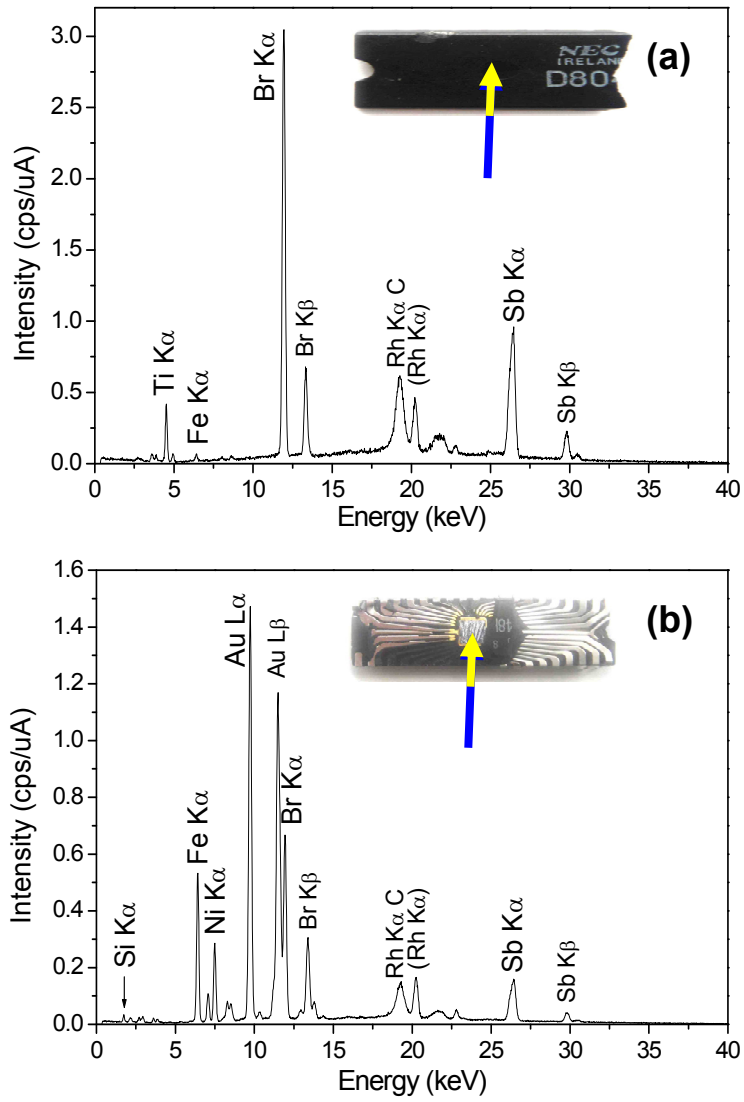 (a)
NEC
IRELAND
D80
Br Kα
Ti Kα
Fe Kα
Br Kβ
Rh Kα C
(Rh Kα)
Sb Kα
Sb Kβ
Intensity (cps/uA)
3.0
2.5
2.0
1.5
1.0
0.5
0.0
0 5 10 15 20 25 30 35 40
Energy (keV)
(b)
481
8
Au Lα
Au Lβ
Br Kα
Fe Kα
Ni Kα
Si Kα
Br Kβ
Rh Kα C
(Rh Kα)
Sb Kα
Sb Kβ
Intensity (cps/uA)
1.6
1.4
1.2
1.0
0.8
0.6
0.4
0.2
0.0
0 5 10 15 20 25 30 35 40
Energy (keV)